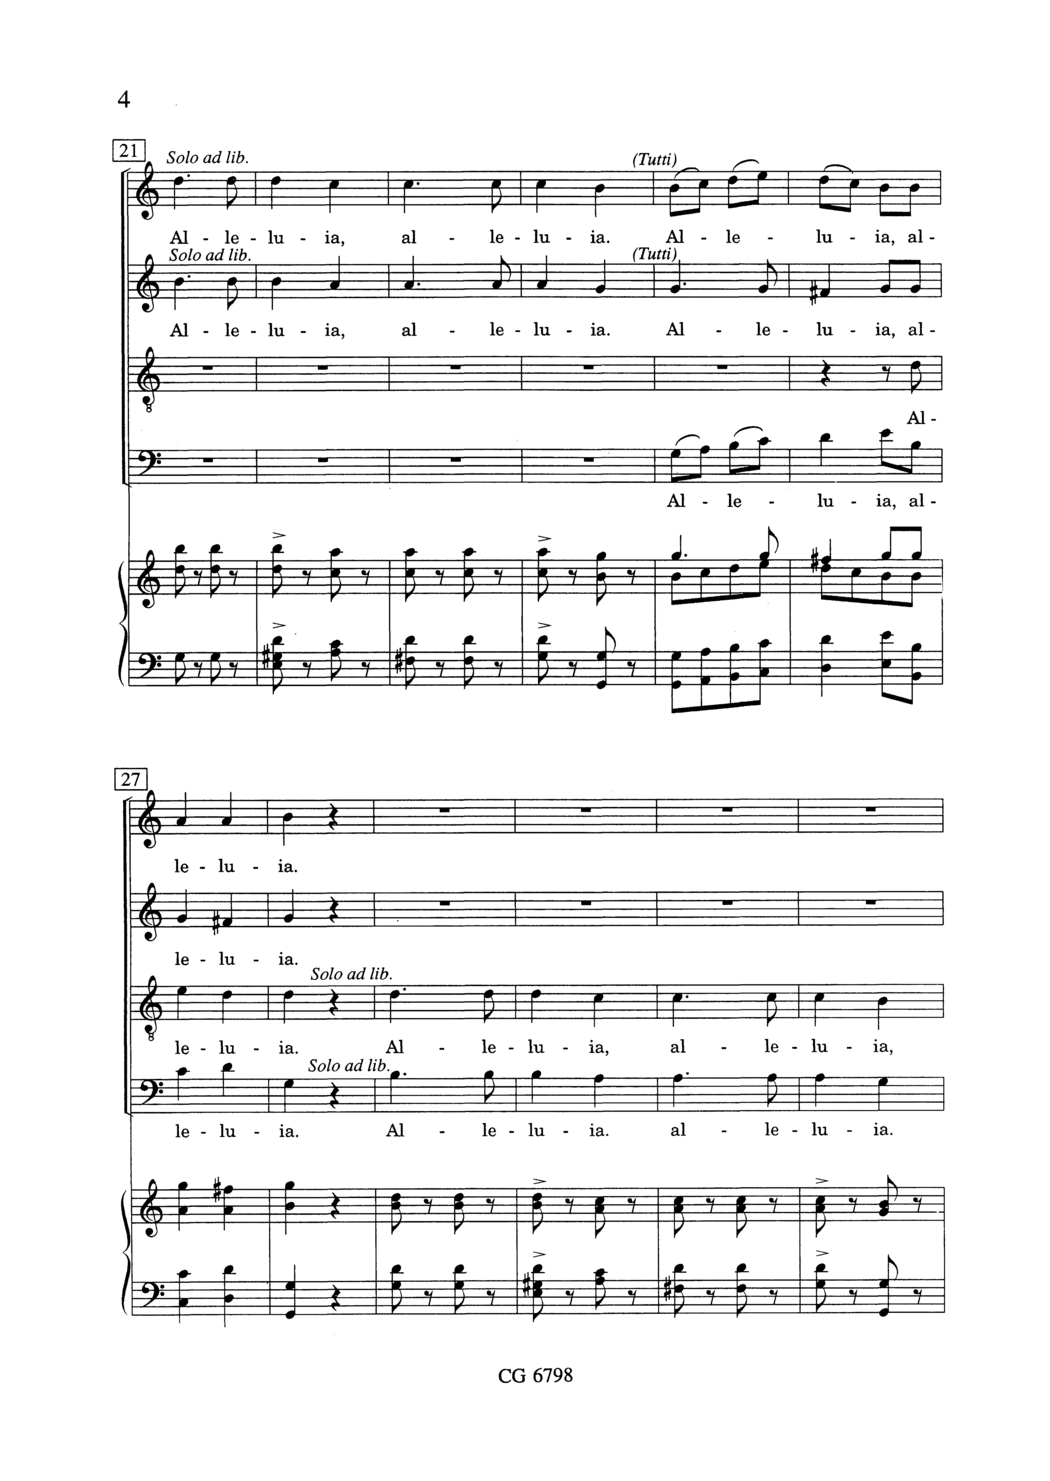 4
21
Solo ad lib.
(Tutti)
Al - le - lu - ia, al - le - lu - ia. Al - le - lu - ia, al-
Solo ad lib.
(Tutti)
Al - le - lu - ia, al - le - lu - ia. Al - le - lu - ia, al-
Al-
Al - le - lu - ia, al-
27
le - lu - ia.
le - lu - ia.
Solo ad lib.
le - lu - ia. Al - le - lu - ia, al - le - lu - ia,
Solo ad lib.
le - lu - ia. Al - le - lu - ia. al - le - lu - ia.
CG 6798